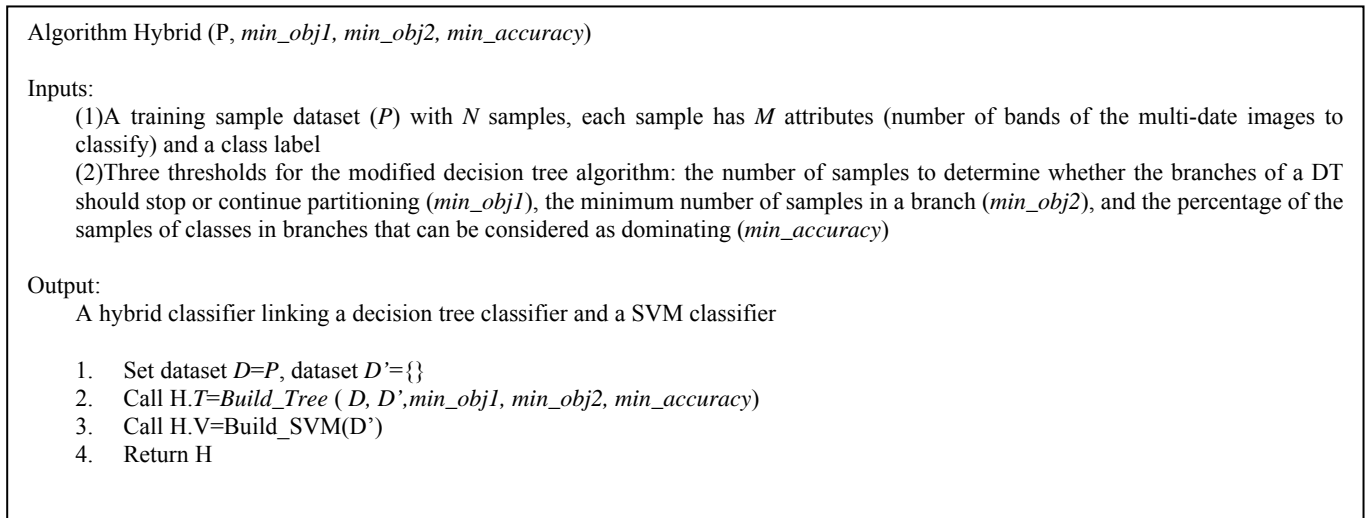 Algorithm Hybrid (P, min_obj1, min_obj2, min_accuracy)
Inputs:
(1)A training sample dataset (P) with N samples, each sample has M attributes (number of bands of the multi-date images to
classify) and a class label
(2)Three thresholds for the modified decision tree algorithm: the number of samples to determine whether the branches of a DT
should stop or continue partitioning (min_obj1), the minimum number of samples in a branch (min_obj2), and the percentage of the
samples of classes in branches that can be considered as dominating (min_accuracy)
Output:
A hybrid classifier linking a decision tree classifier and a SVM classifier
1. Set dataset D=P, dataset D’={}
2. Call H.T=Build_Tree ( D, D’,min_obj1, min_obj2, min_accuracy)
3. Call H.V=Build_SVM(D’)
4. Return H